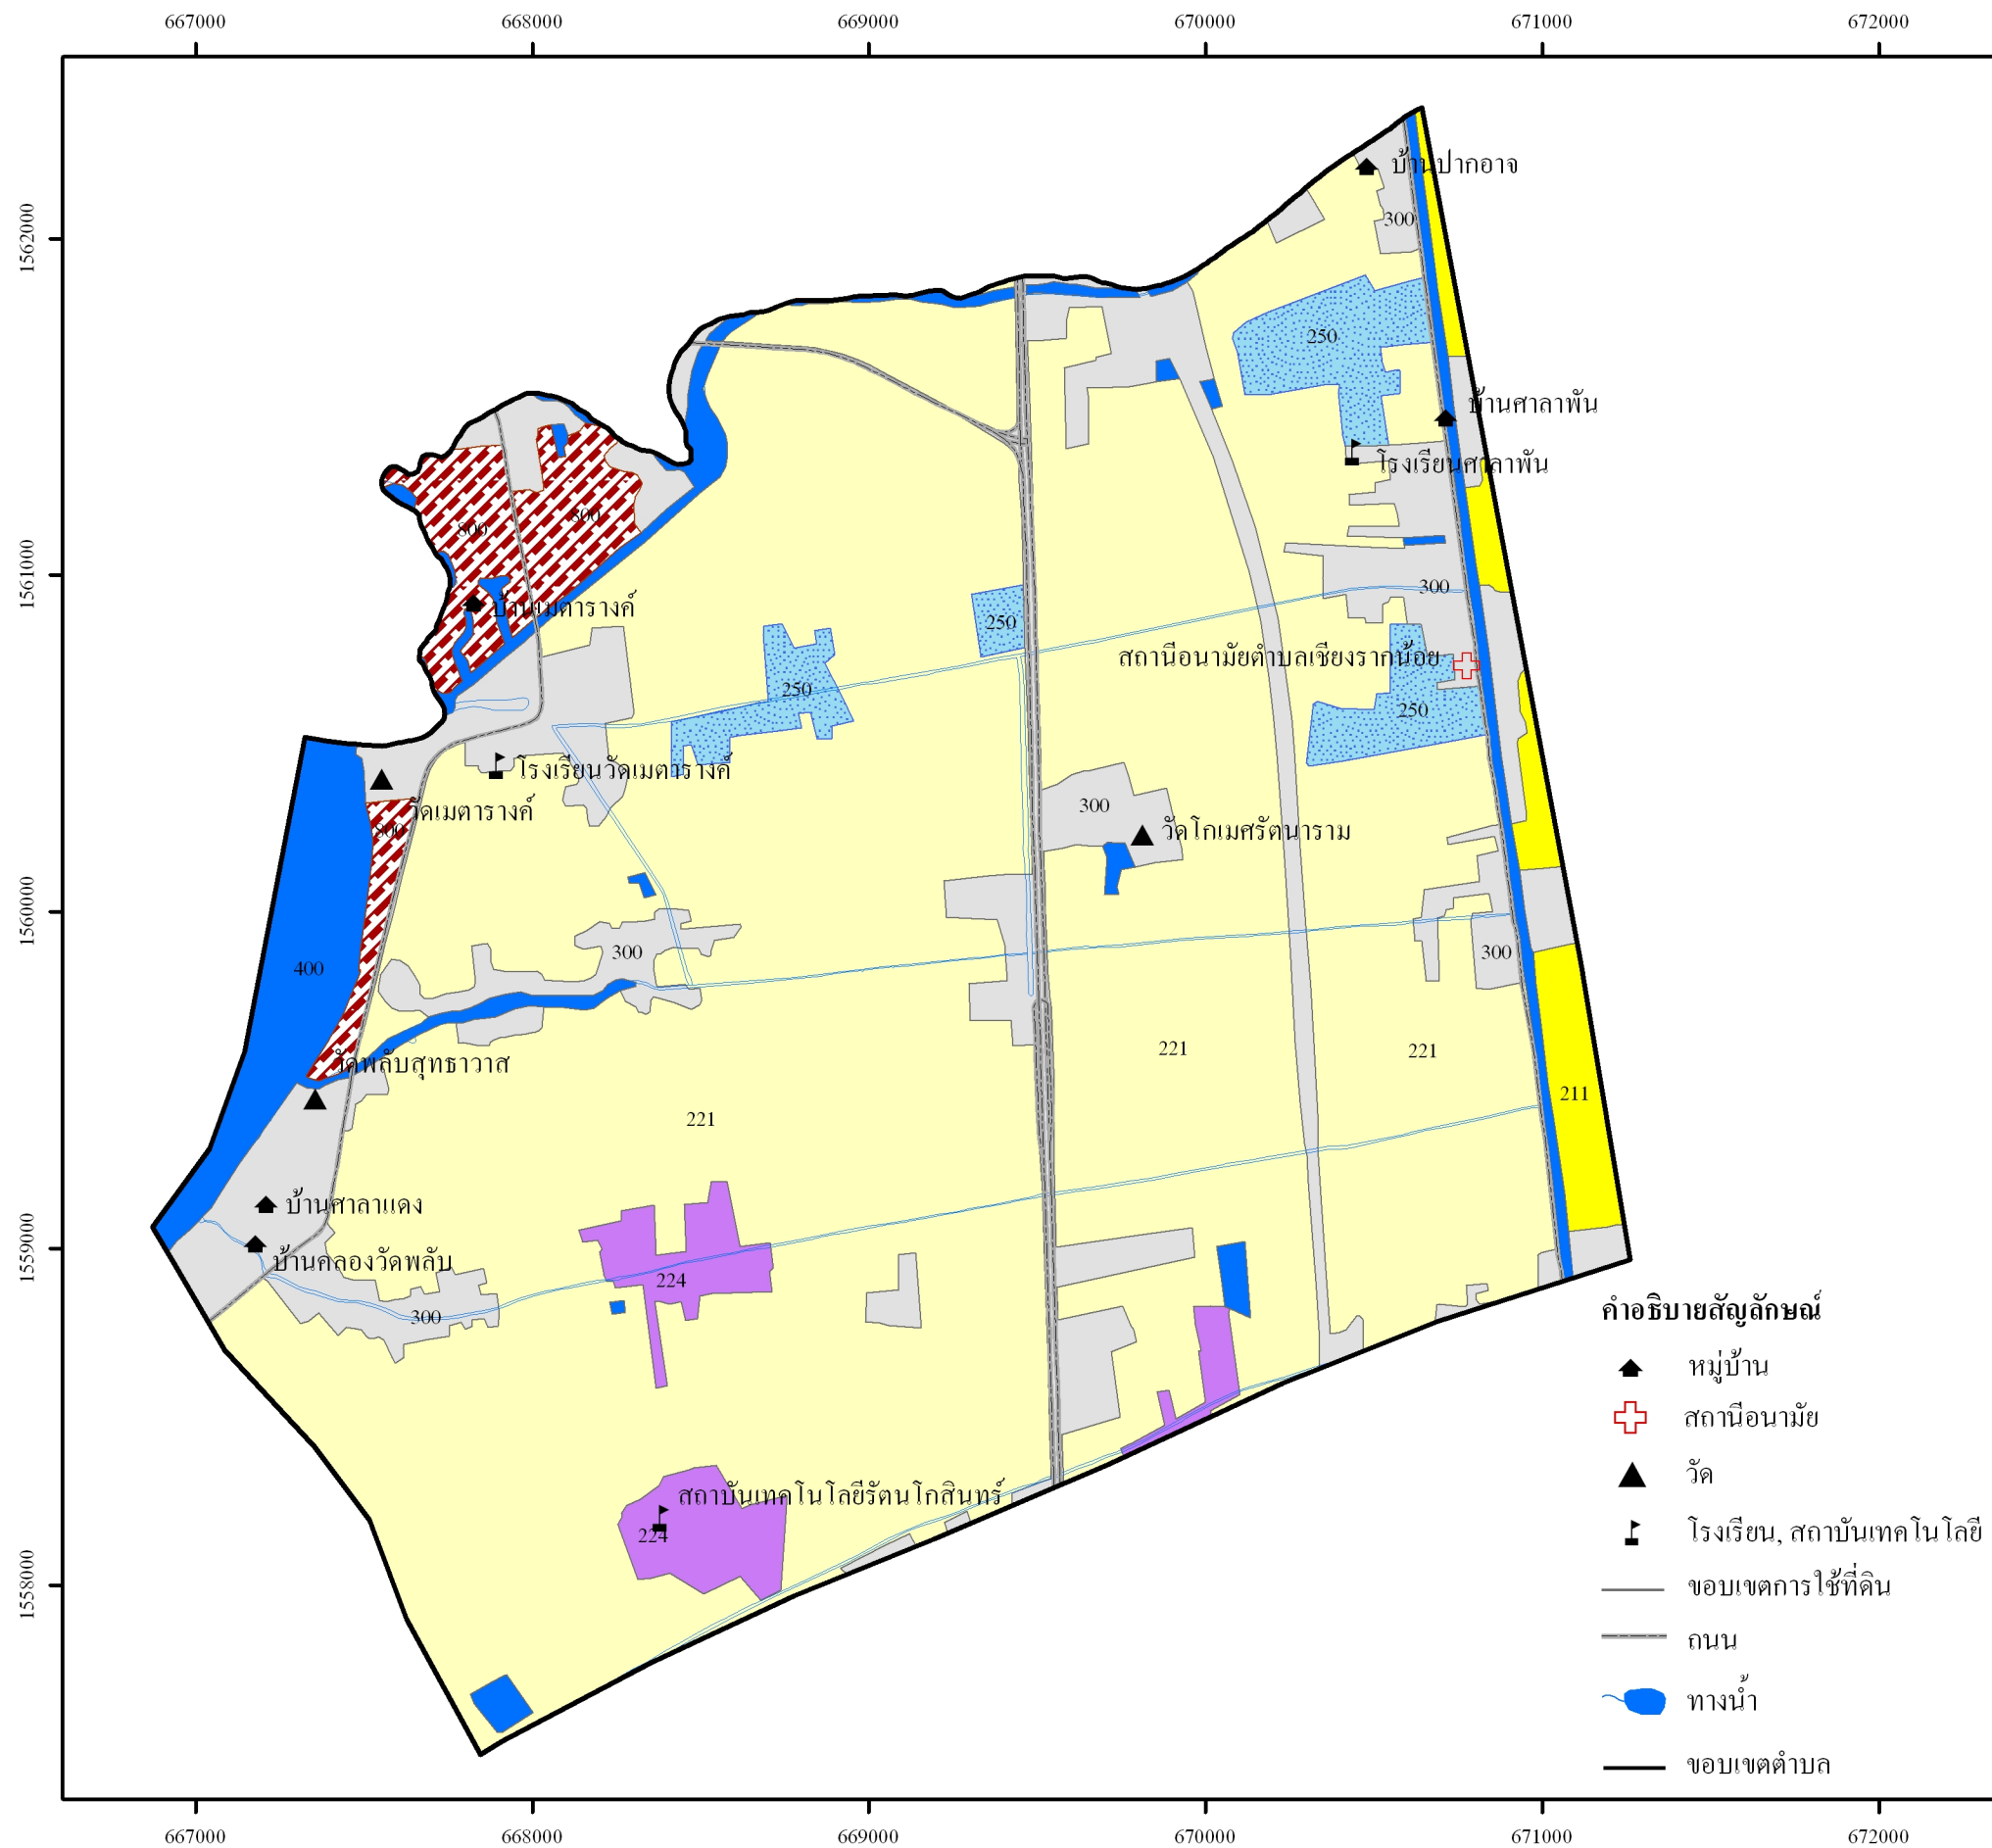 667000 668000 669000 670000 671000 672000
1562000
1561000
1560000
1559000
1558000
บ้านปากอาจ
300
250
บ้านศาลาพัน
โรงเรียนศาลาพัน
800
800
300
บ้านเมตารางค์
250
สถานีอนามัยตำบลเชียงรากน้อย
250
250
โรงเรียนวัดเมตารางค์
วัดเมตารางค์
300
800
วัดโกเมศรัตนาราม
300
300
400
221
221
วัดพลับสุทธาวาส
211
221
บ้านศาลาแดง
บ้านคลองวัดพลับ
224
300
สถาบันเทคโนโลยีรัตนโกสินทร์
224
คำอธิบายสัญลักษณ์
หมู่บ้าน
สถานีอนามัย
วัด
โรงเรียน, สถาบันเทคโนโลยี
ขอบเขตการใช้ที่ดิน
ถนน
ทางน้ำ
ขอบเขตตำบล
667000 668000 669000 670000 671000 672000